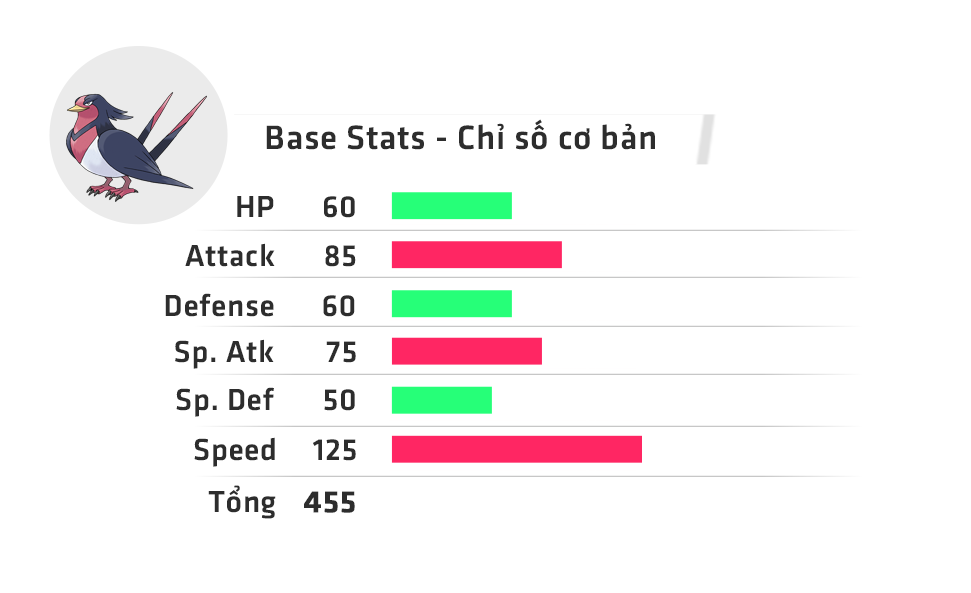 Base Stats - Chỉ số cơ bản
HP 60
Attack 85
Defense 60
Sp. Atk 75
Sp. Def 50
Speed 125
Tổng 455